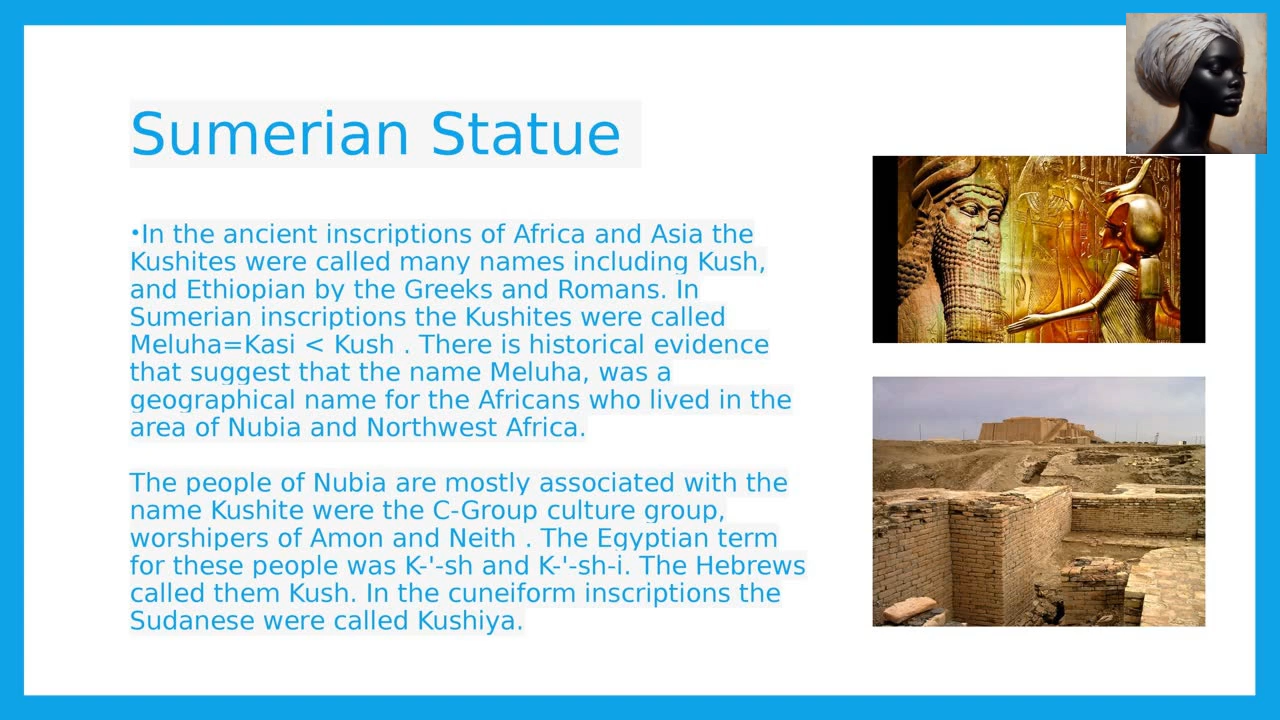 Sumerian Statue
•In the ancient inscriptions of Africa and Asia the
Kushites were called many names including Kush,
and Ethiopian by the Greeks and Romans. In
Sumerian inscriptions the Kushites were called
Meluha=Kasi < Kush . There is historical evidence
that suggest that the name Meluha, was a
geographical name for the Africans who lived in the
area of Nubia and Northwest Africa.
The people of Nubia are mostly associated with the
name Kushite were the C-Group culture group,
worshipers of Amon and Neith . The Egyptian term
for these people was K-'-sh and K-'-sh-i. The Hebrews
called them Kush. In the cuneiform inscriptions the
Sudanese were called Kushiya.